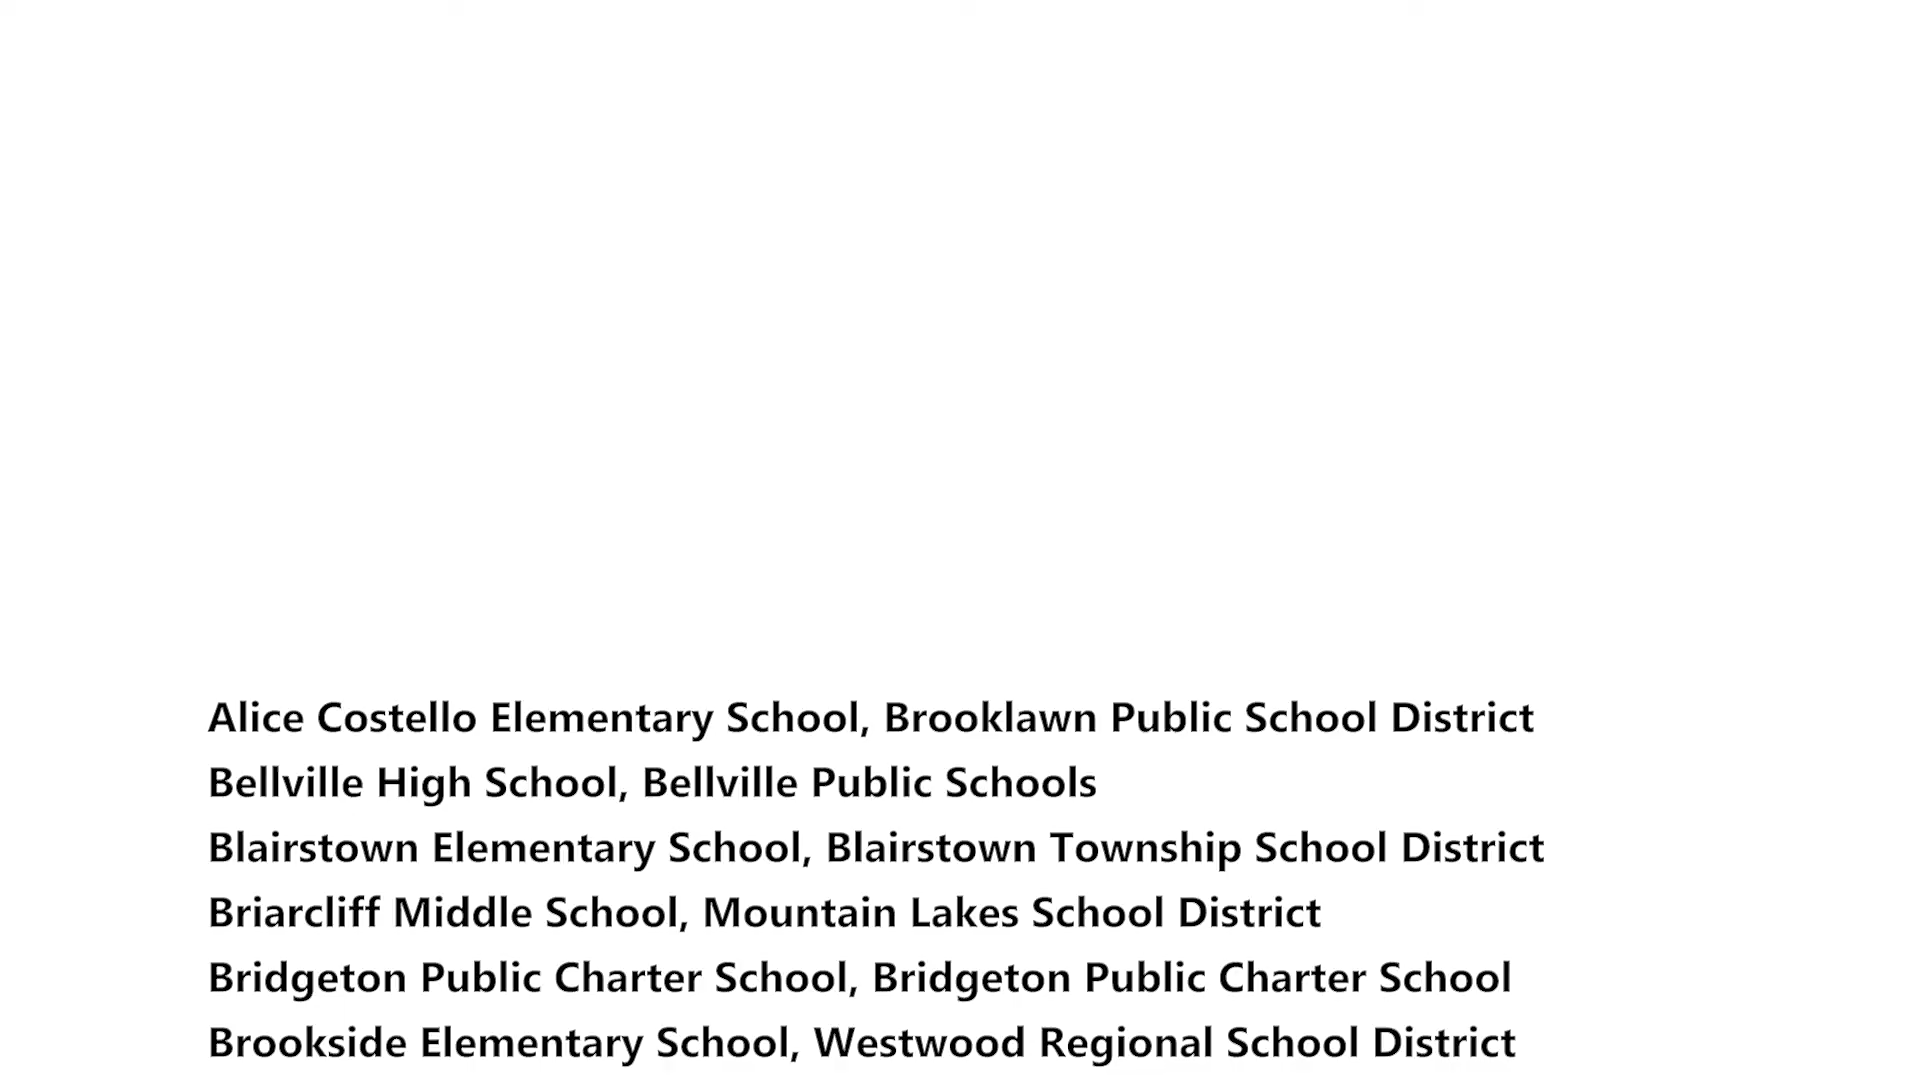 Alice Costello Elementary School, Brooklawn Public School District
Bellville High School, Bellville Public Schools
Blairstown Elementary School, Blairstown Township School District
Briarcliff Middle School, Mountain Lakes School District
Bridgeton Public Charter School, Bridgeton Public Charter School
Brookside Elementary School, Westwood Regional School District